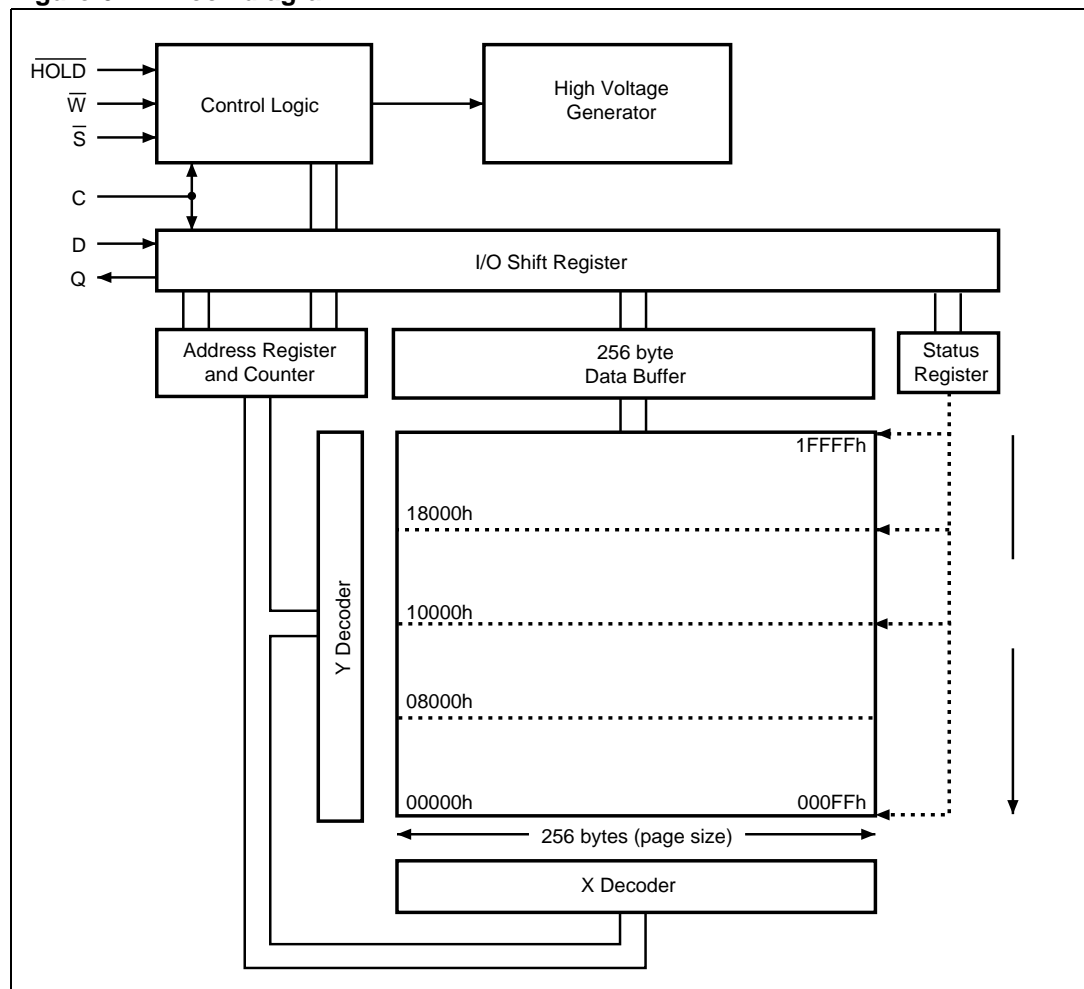 HOLD
W
S
C
D
Q
Control Logic
High Voltage
Generator
I/O Shift Register
Address Register
and Counter
256 byte
Data Buffer
Status
Register
1FFFFh
18000h
10000h
08000h
00000h
000FFh
Y Decoder
256 bytes (page size)
X Decoder